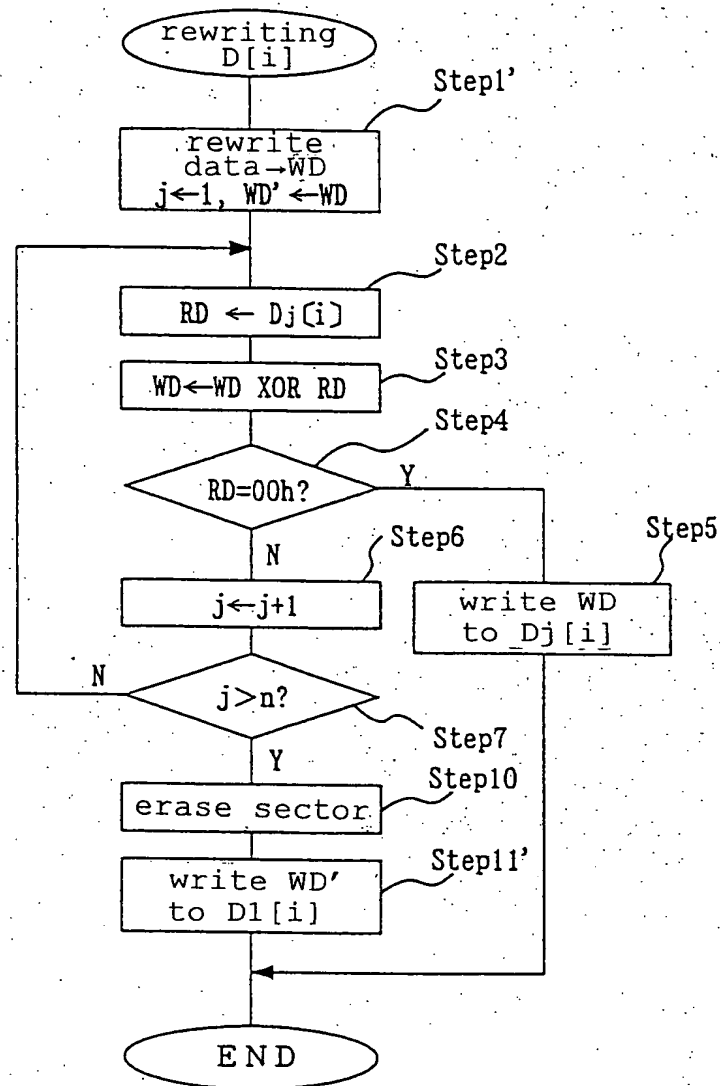 rewriting
D[i]
Step1'
rewrite
data→WD
j←1, WD' ←WD
Step2
RD ← Dj[i]
Step3
WD←WD XOR RD
Step4
RD=00h?
Y
N
Step6
j←j+1
Step5
write WD
to Dj[i]
N
j>n?
Step7
Y
Step10
erase sector
Step11'
write WD'
to D1[i]
END